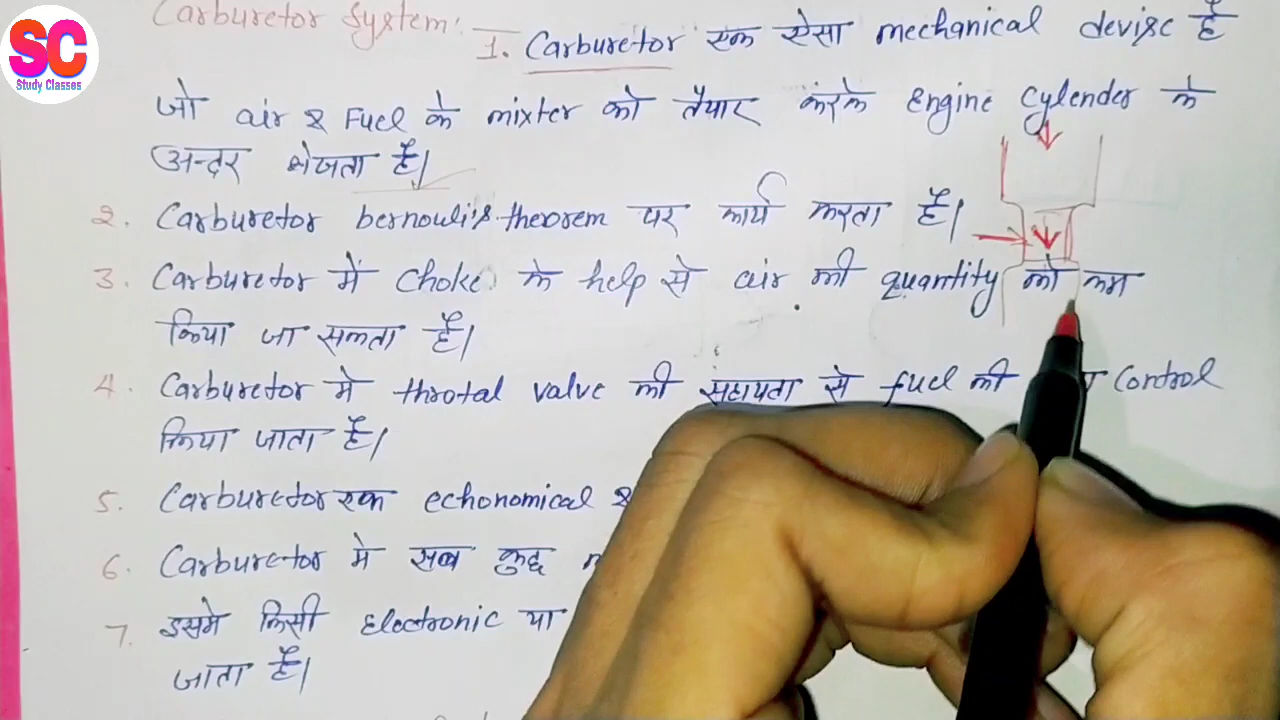 SC
Study Classes
Carburetor System:
1. Carburetor एक ऐसा mechanical devise है
जो air & Fuel के mixter को तैयार करके Engine Cylender के
अन्दर भेजता है।
2. Carburetor bernouli's theorem पर कार्य करता है।
3. Carburetor में choke के help से air की quantity को कम
किया जा सकता है।
4. Carburetor मे throtal valve की सहायता से fuel की control
किया जाता है।
5. Carburetor एक echonomical &
6. Carburetor मे सब कुछ
7. इसमे किसी Electronic या
जाता है।